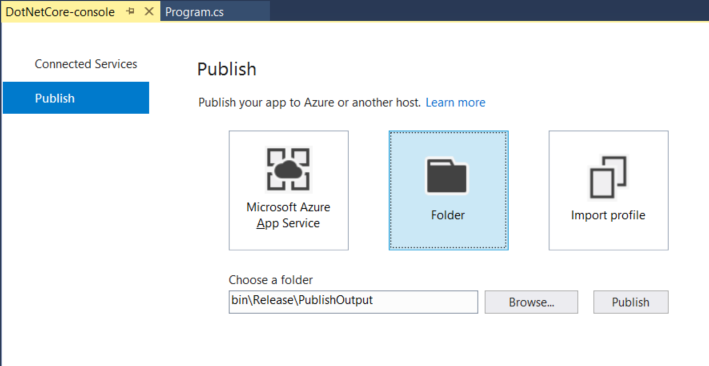 DotNetCore-console
Program.cs
Connected Services
Publish
Publish
Publish your app to Azure or another host. Learn more
Microsoft Azure
App Service
Folder
Import profile
Choose a folder
bin\Release\PublishOutput
Browse...
Publish